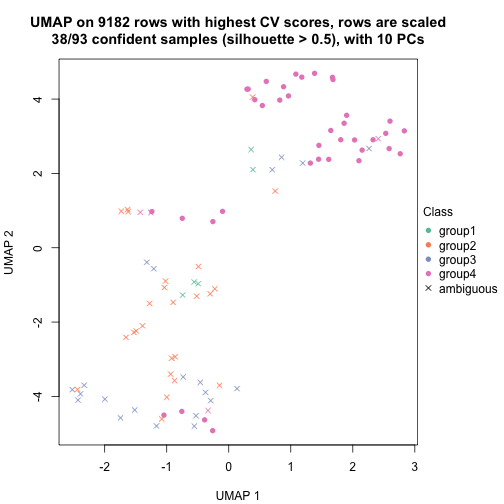 UMAP on 9182 rows with highest CV scores, rows are scaled
38/93 confident samples (silhouette > 0.5), with 10 PCs
4
2
0
-2
-4
UMAP 2
-2
-1
0
1
2
3
UMAP 1
Class
group1
group2
group3
group4
ambiguous